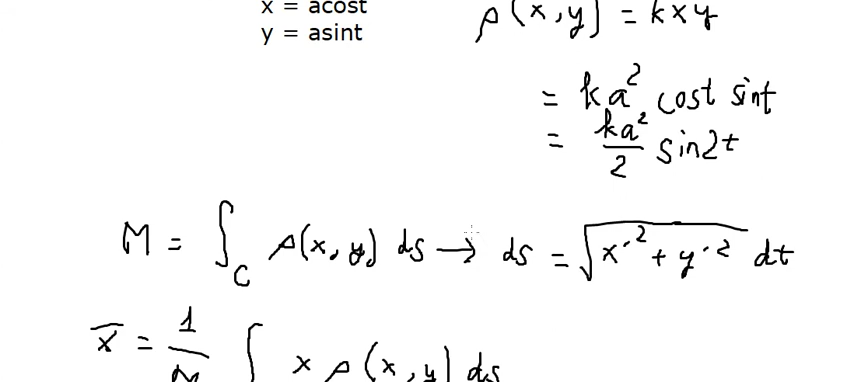 x = acost
y = asint
ρ(x,y) = kxy
= ka² cost sint
= ka²/2 sin2t
M = ∫_C ρ(x,y) ds → ds = √(x'² + y'²) dt
x̄ = 1/M ∫ x ρ(x,y) ds